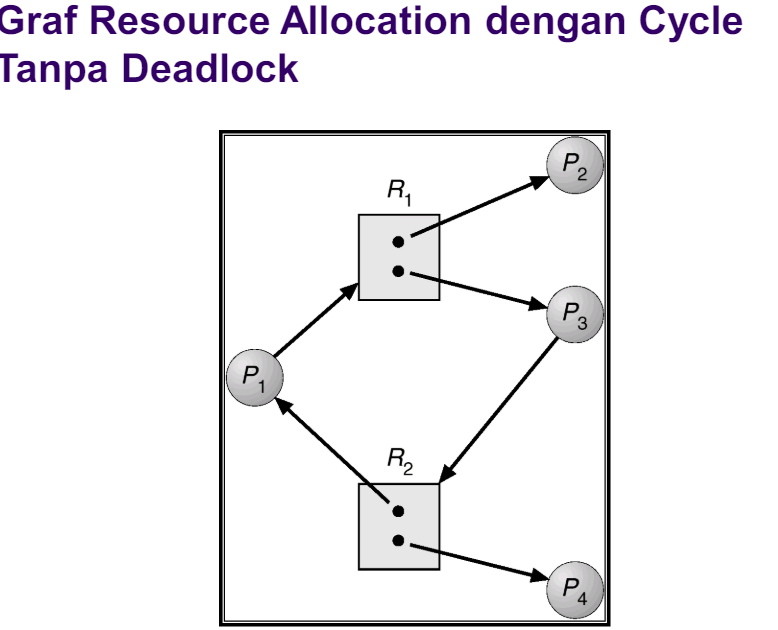 Graf Resource Allocation dengan Cycle
Tanpa Deadlock
P2
R1
P3
P1
R2
P4